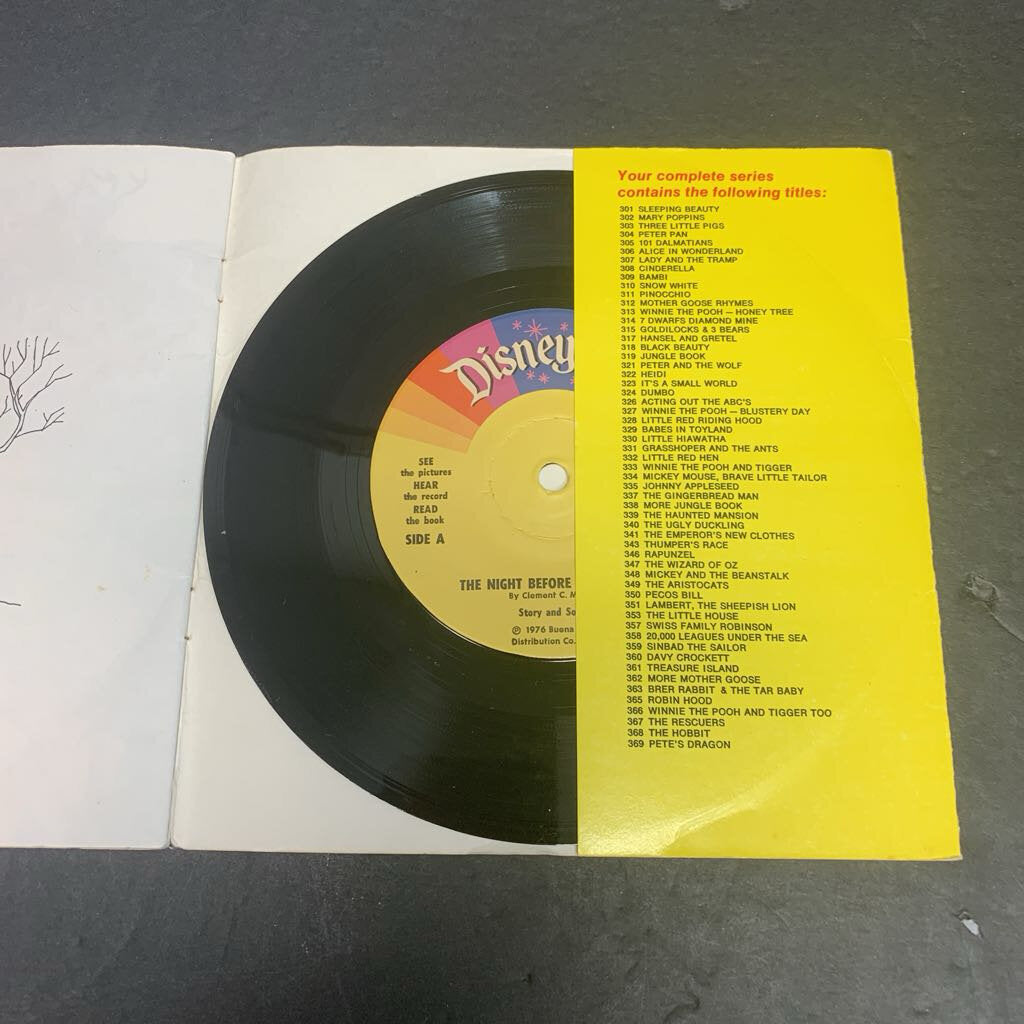 Disney
SEE
the pictures
HEAR
the record
READ
the book
SIDE A
THE NIGHT BEFORE
By Clement C. M
Story and So
℗ 1976 Buena
Distribution Co.
Your complete series
contains the following titles:
301 SLEEPING BEAUTY
302 MARY POPPINS
303 THREE LITTLE PIGS
304 PETER PAN
305 101 DALMATIANS
306 ALICE IN WONDERLAND
307 LADY AND THE TRAMP
308 CINDERELLA
309 BAMBI
310 SNOW WHITE
311 PINOCCHIO
312 MOTHER GOOSE RHYMES
313 WINNIE THE POOH — HONEY TREE
314 7 DWARFS DIAMOND MINE
315 GOLDILOCKS & 3 BEARS
317 HANSEL AND GRETEL
318 BLACK BEAUTY
319 JUNGLE BOOK
321 PETER AND THE WOLF
322 HEIDI
323 IT'S A SMALL WORLD
324 DUMBO
326 ACTING OUT THE ABC'S
327 WINNIE THE POOH — BLUSTERY DAY
328 LITTLE RED RIDING HOOD
329 BABES IN TOYLAND
330 LITTLE HIAWATHA
331 GRASSHOPER AND THE ANTS
332 LITTLE RED HEN
333 WINNIE THE POOH AND TIGGER
334 MICKEY MOUSE, BRAVE LITTLE TAILOR
335 JOHNNY APPLESEED
337 THE GINGERBREAD MAN
338 MORE JUNGLE BOOK
339 THE HAUNTED MANSION
340 THE UGLY DUCKLING
341 THE EMPEROR'S NEW CLOTHES
343 THUMPER'S RACE
346 RAPUNZEL
347 THE WIZARD OF OZ
348 MICKEY AND THE BEANSTALK
349 THE ARISTOCATS
350 PECOS BILL
351 LAMBERT, THE SHEEPISH LION
353 THE LITTLE HOUSE
357 SWISS FAMILY ROBINSON
358 20,000 LEAGUES UNDER THE SEA
359 SINBAD THE SAILOR
360 DAVY CROCKETT
361 TREASURE ISLAND
362 MORE MOTHER GOOSE
363 BRER RABBIT & THE TAR BABY
365 ROBIN HOOD
366 WINNIE THE POOH AND TIGGER TOO
367 THE RESCUERS
368 THE HOBBIT
369 PETE'S DRAGON